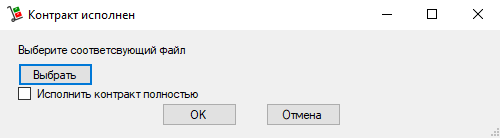 Контракт исполнен
Выберите соответсвующий файл
Выбрать
Исполнить контракт полностью
OK
Отмена